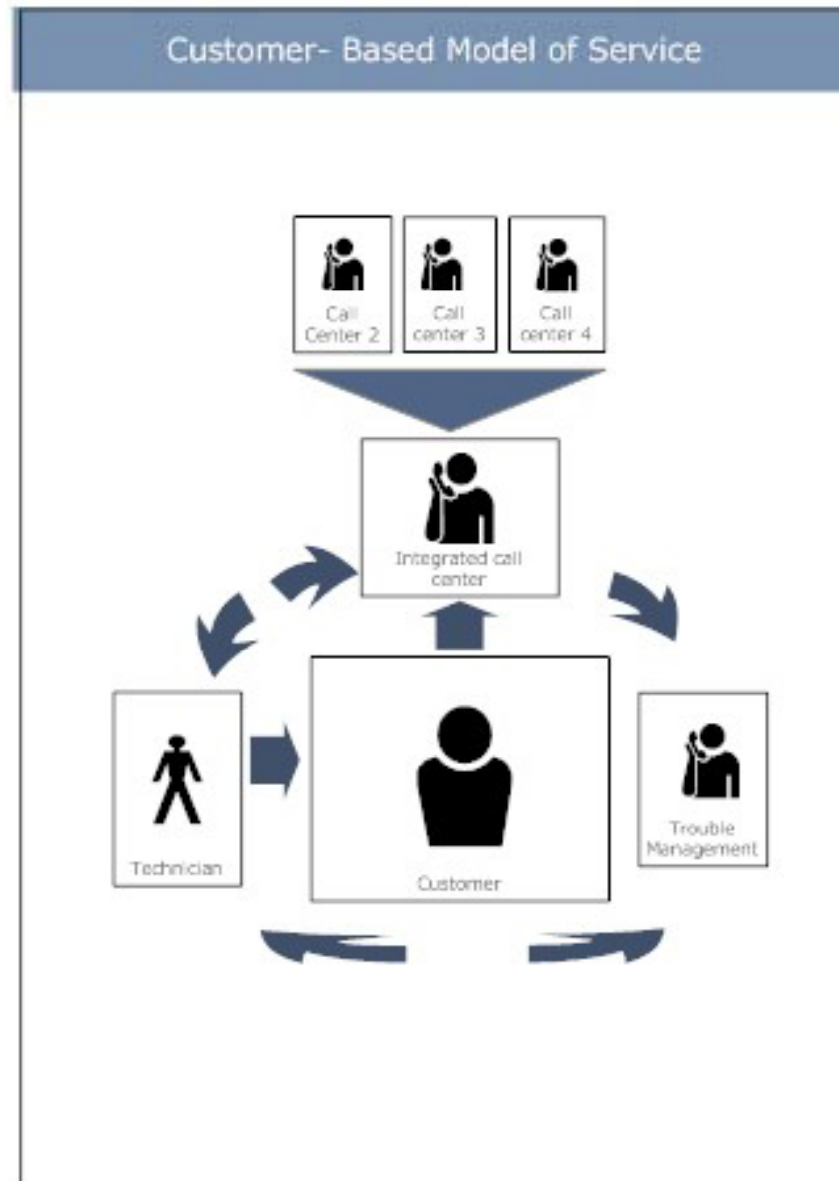 Customer- Based Model of Service
Call
Center 2
Call
center 3
Call
center 4
Integrated call
center
Technician
Customer
Trouble
Management